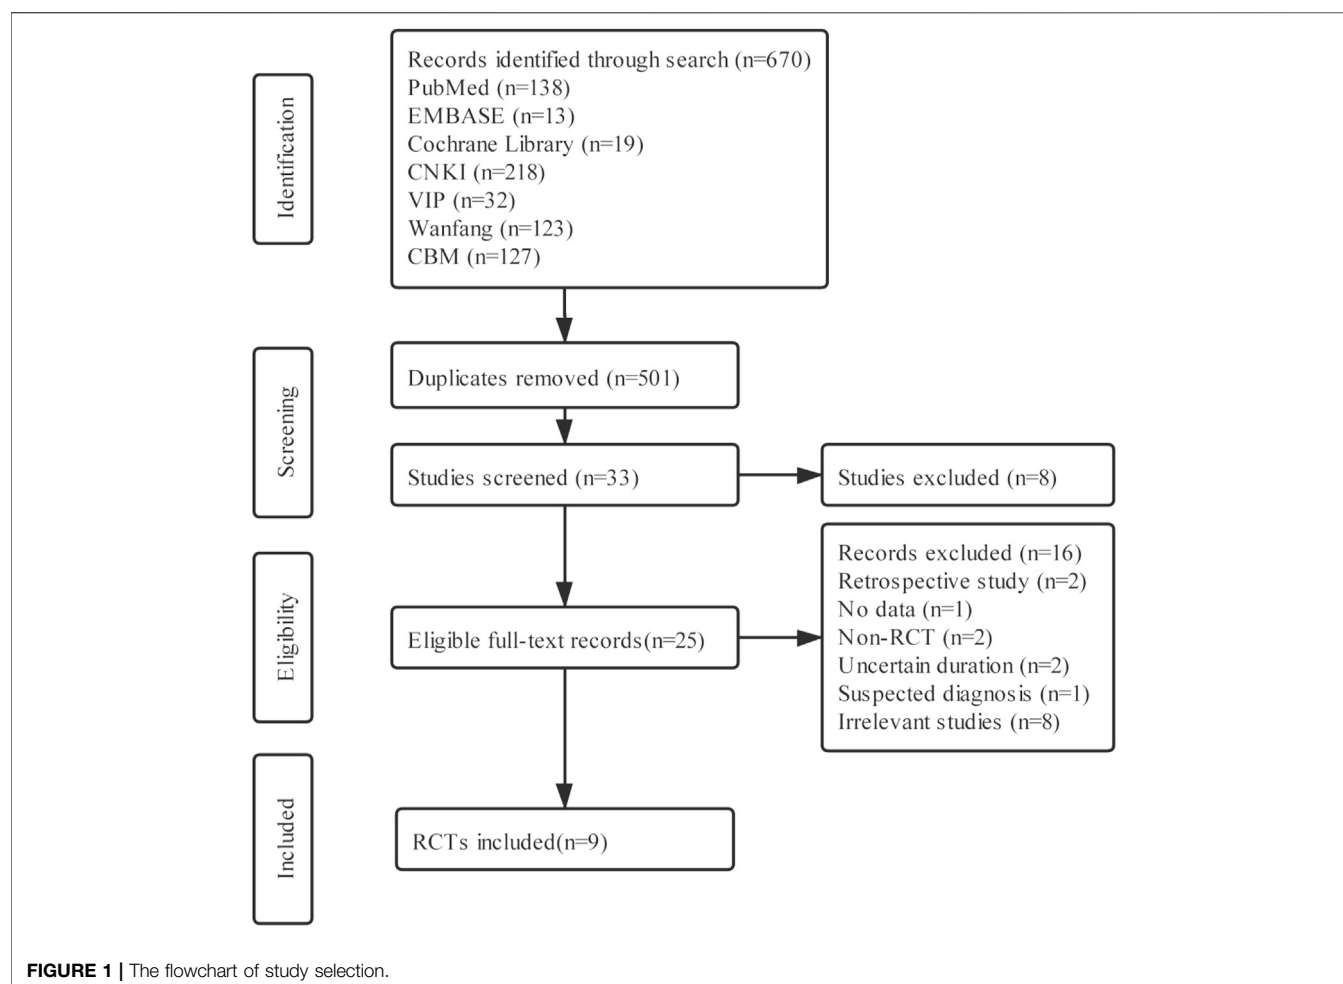 Identification
Records identified through search (n=670)
PubMed (n=138)
EMBASE (n=13)
Cochrane Library (n=19)
CNKI (n=218)
VIP (n=32)
Wanfang (n=123)
CBM (n=127)
Screening
Duplicates removed (n=501)
Studies screened (n=33)
Studies excluded (n=8)
Eligibility
Eligible full-text records(n=25)
Records excluded (n=16)
Retrospective study (n=2)
No data (n=1)
Non-RCT (n=2)
Uncertain duration (n=2)
Suspected diagnosis (n=1)
Irrelevant studies (n=8)
Included
RCTs included(n=9)
FIGURE 1 | The flowchart of study selection.